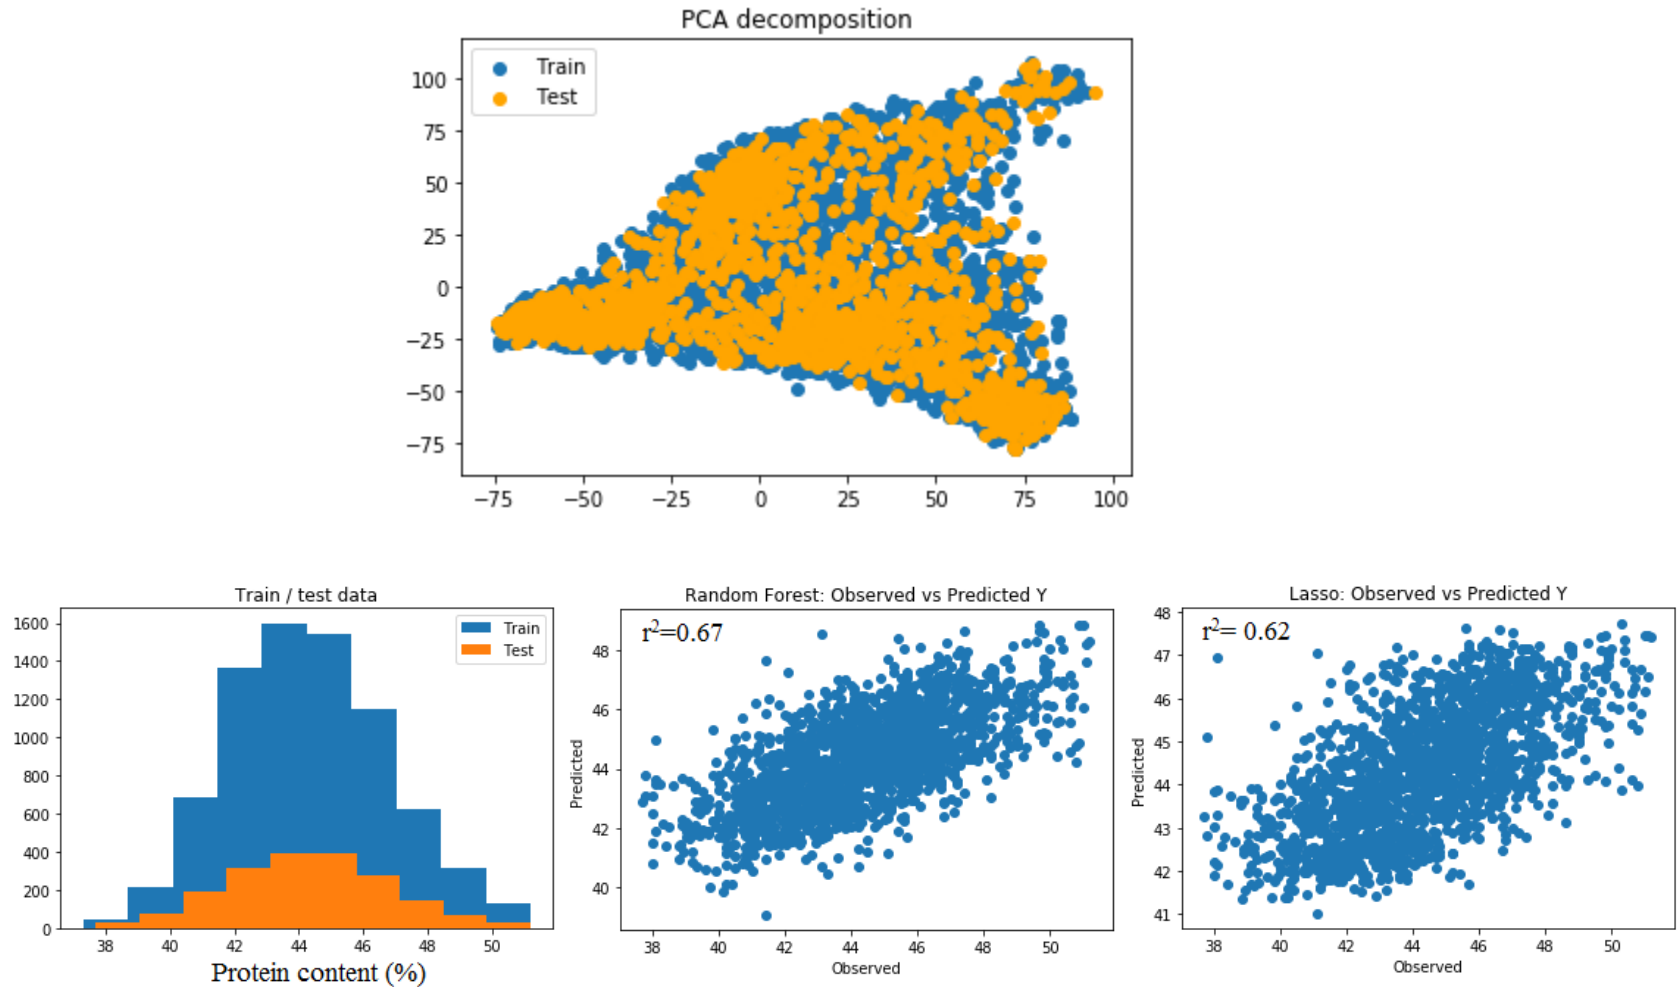 PCA decomposition
Train
Test
100
75
50
25
0
−25
−50
−75
−75 −50 −25 0 25 50 75 100
Train / test data
Train
Test
1600
1400
1200
1000
800
600
400
200
0
38 40 42 44 46 48 50
Protein content (%)
Random Forest: Observed vs Predicted Y
r²=0.67
Predicted
48
46
44
42
40
38 40 42 44 46 48 50
Observed
Lasso: Observed vs Predicted Y
r²= 0.62
Predicted
48
47
46
45
44
43
42
41
38 40 42 44 46 48 50
Observed